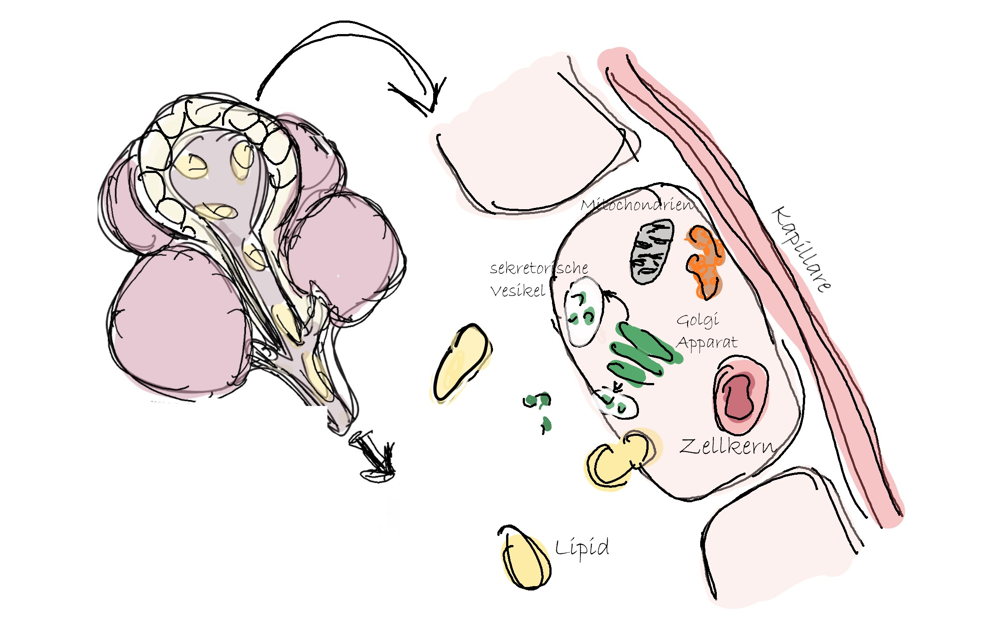 Mitochondrien
Kapillare
sekretorische
Vesikel
Golgi
Apparat
Zellkern
Lipid